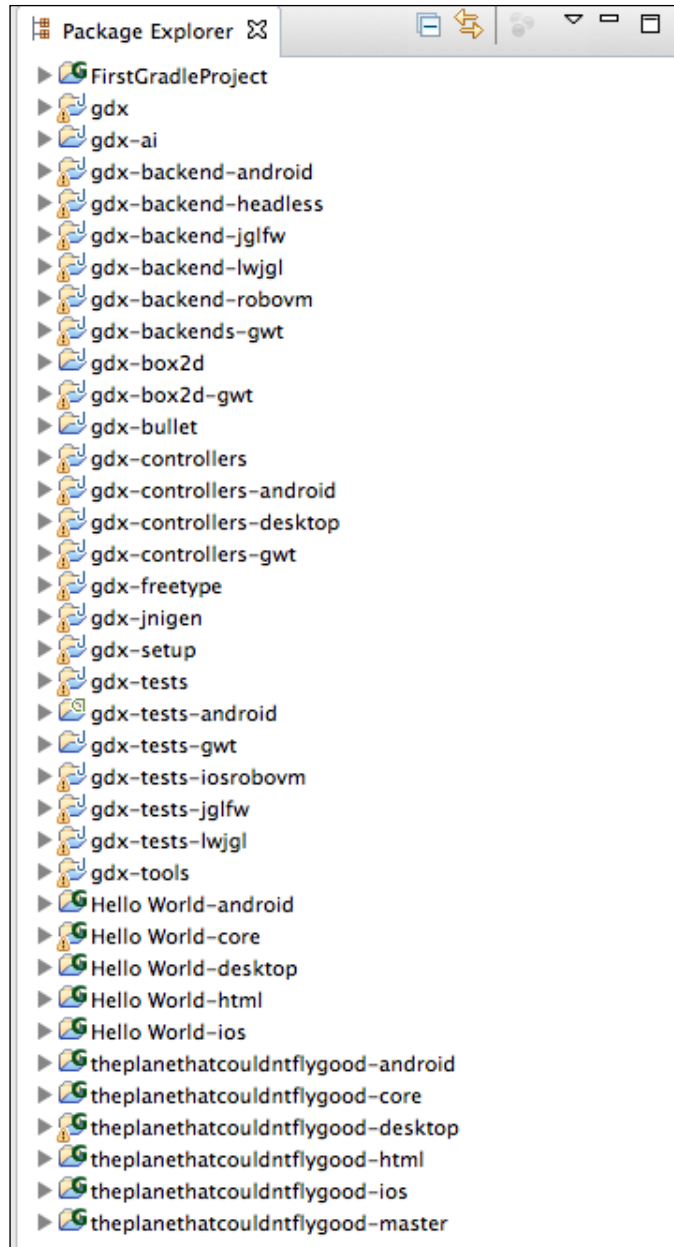 Package Explorer
FirstGradleProject
gdx
gdx-ai
gdx-backend-android
gdx-backend-headless
gdx-backend-jglfw
gdx-backend-lwjgl
gdx-backend-robovm
gdx-backends-gwt
gdx-box2d
gdx-box2d-gwt
gdx-bullet
gdx-controllers
gdx-controllers-android
gdx-controllers-desktop
gdx-controllers-gwt
gdx-freetype
gdx-jnigen
gdx-setup
gdx-tests
gdx-tests-android
gdx-tests-gwt
gdx-tests-iosrobovm
gdx-tests-jglfw
gdx-tests-lwjgl
gdx-tools
Hello World-android
Hello World-core
Hello World-desktop
Hello World-html
Hello World-ios
theplanethatcouldntflygood-android
theplanethatcouldntflygood-core
theplanethatcouldntflygood-desktop
theplanethatcouldntflygood-html
theplanethatcouldntflygood-ios
theplanethatcouldntflygood-master